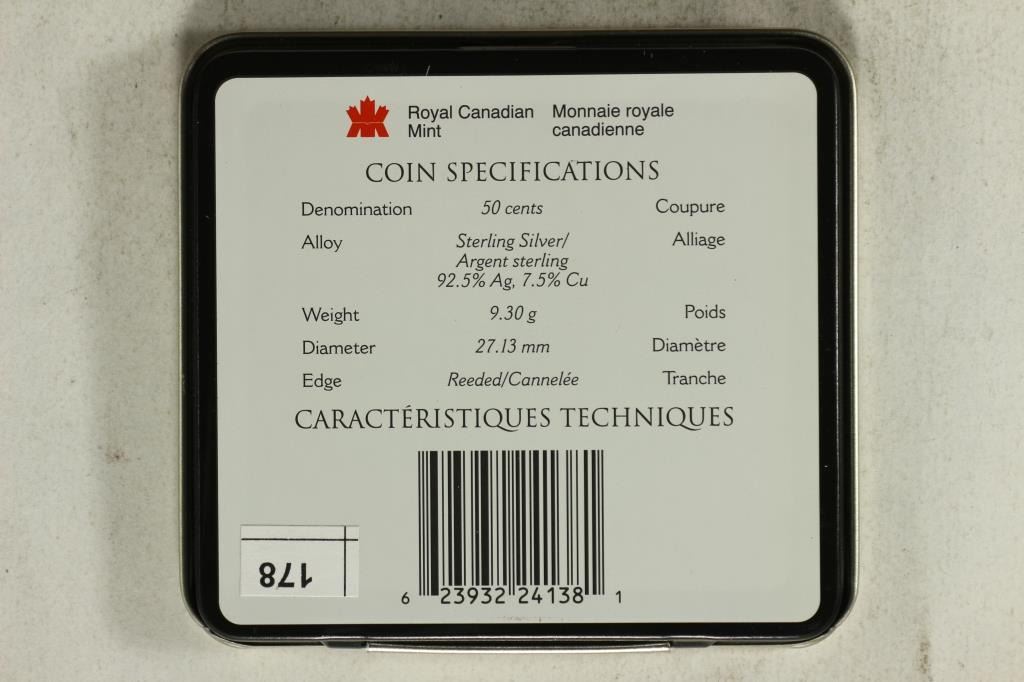 Royal Canadian Mint
Monnaie royale canadienne
COIN SPECIFICATIONS
Denomination 50 cents Coupure
Alloy Sterling Silver/ Alliage
Argent sterling
92.5% Ag, 7.5% Cu
Weight 9.30 g Poids
Diameter 27.13 mm Diamètre
Edge Reeded/Cannelée Tranche
CARACTÉRISTIQUES TECHNIQUES
178
6 23932 24138 1